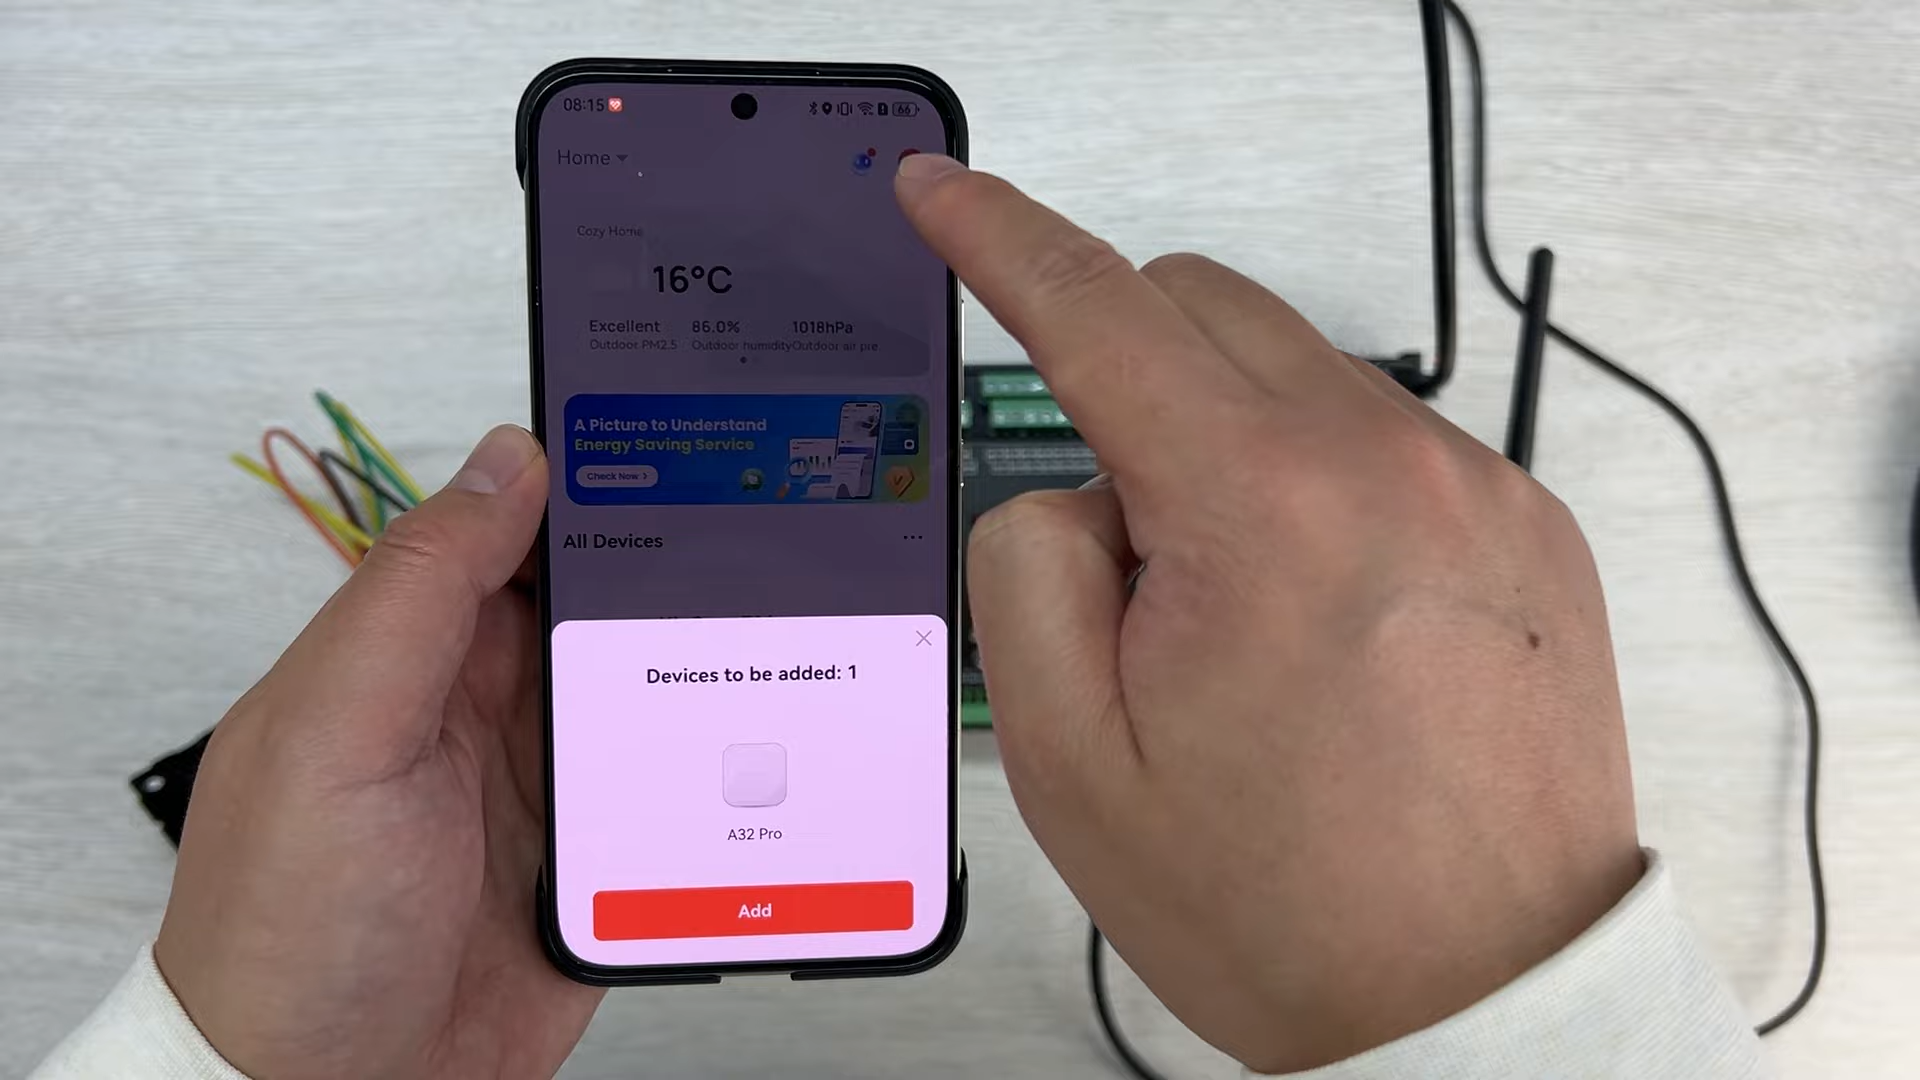 08:15
66
Home
Cozy Home
16°C
Excellent 86.0% 1018hPa
Outdoor PM2.5 Outdoor humidity Outdoor air pre
A Picture to Understand
Energy Saving Service
Check Now >
All Devices
Devices to be added: 1
A32 Pro
Add